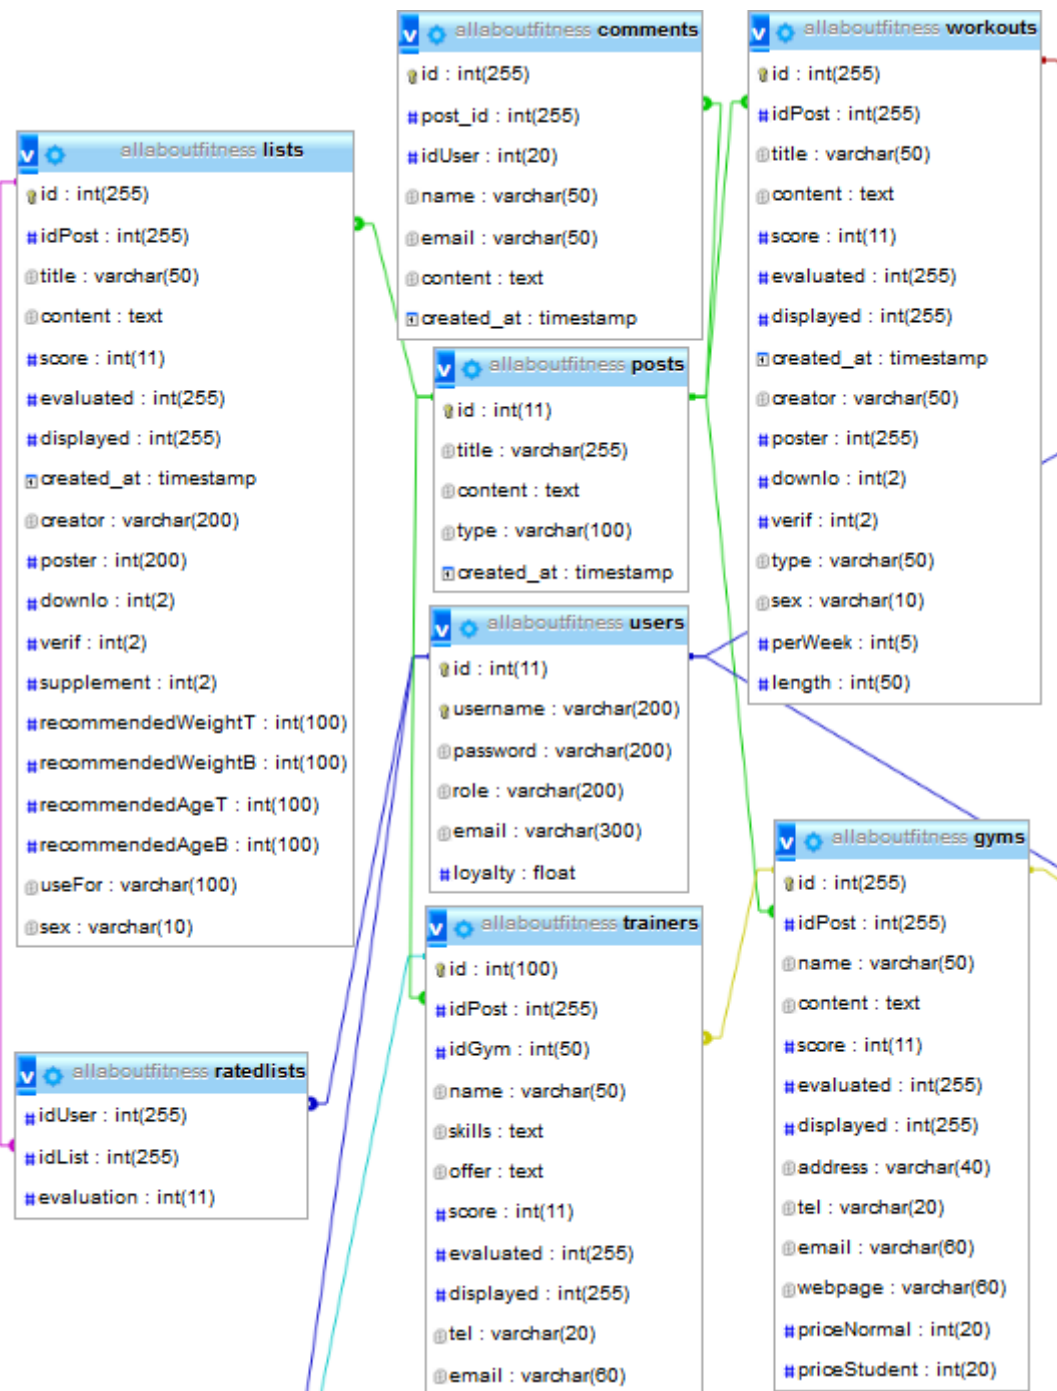 allaboutfitness comments
id : int(255)
post_id : int(255)
idUser : int(20)
name : varchar(50)
email : varchar(50)
content : text
created_at : timestamp
allaboutfitness workouts
id : int(255)
idPost : int(255)
title : varchar(50)
content : text
score : int(11)
evaluated : int(255)
displayed : int(255)
created_at : timestamp
creator : varchar(50)
poster : int(255)
downlo : int(2)
verif : int(2)
type : varchar(50)
sex : varchar(10)
perWeek : int(5)
length : int(50)
allaboutfitness lists
id : int(255)
idPost : int(255)
title : varchar(50)
content : text
score : int(11)
evaluated : int(255)
displayed : int(255)
created_at : timestamp
creator : varchar(200)
poster : int(200)
downlo : int(2)
verif : int(2)
supplement : int(2)
recommendedWeightT : int(100)
recommendedWeightB : int(100)
recommendedAgeT : int(100)
recommendedAgeB : int(100)
useFor : varchar(100)
sex : varchar(10)
allaboutfitness posts
id : int(11)
title : varchar(255)
content : text
type : varchar(100)
created_at : timestamp
allaboutfitness users
id : int(11)
username : varchar(200)
password : varchar(200)
role : varchar(200)
email : varchar(300)
loyalty : float
allaboutfitness gyms
id : int(255)
idPost : int(255)
name : varchar(50)
content : text
score : int(11)
evaluated : int(255)
displayed : int(255)
address : varchar(40)
tel : varchar(20)
email : varchar(60)
webpage : varchar(60)
priceNormal : int(20)
priceStudent : int(20)
allaboutfitness trainers
id : int(100)
idPost : int(255)
idGym : int(50)
name : varchar(50)
skills : text
offer : text
score : int(11)
evaluated : int(255)
displayed : int(255)
tel : varchar(20)
email : varchar(60)
allaboutfitness ratedlists
idUser : int(255)
idList : int(255)
evaluation : int(11)